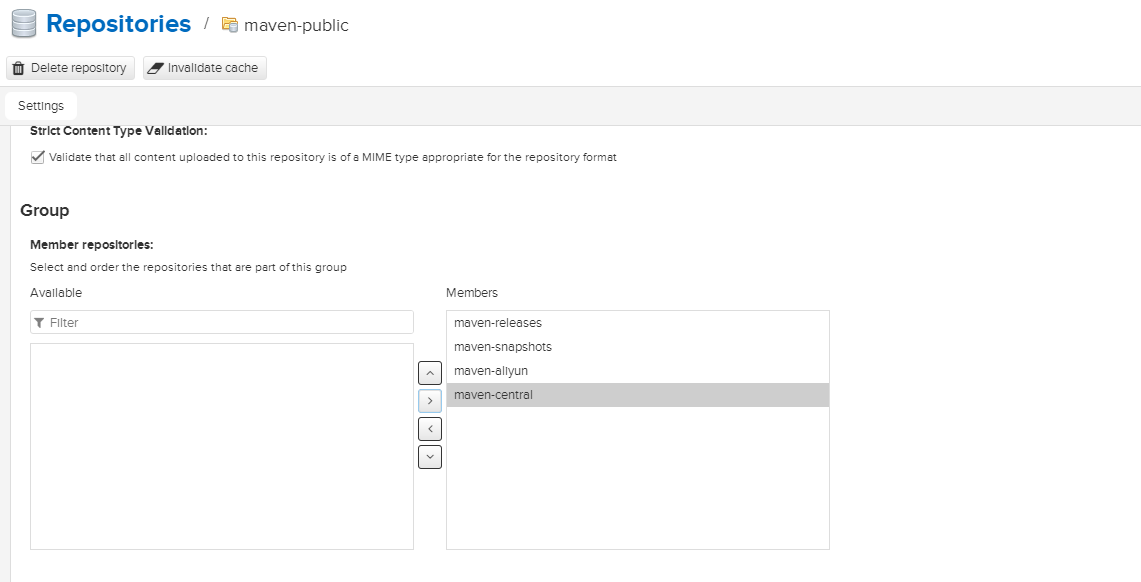 Repositories / maven-public
Delete repository Invalidate cache
Settings
Strict Content Type Validation:
Validate that all content uploaded to this repository is of a MIME type appropriate for the repository format
Group
Member repositories:
Select and order the repositories that are part of this group
Available
Filter
Members
maven-releases
maven-snapshots
maven-aliyun
maven-central